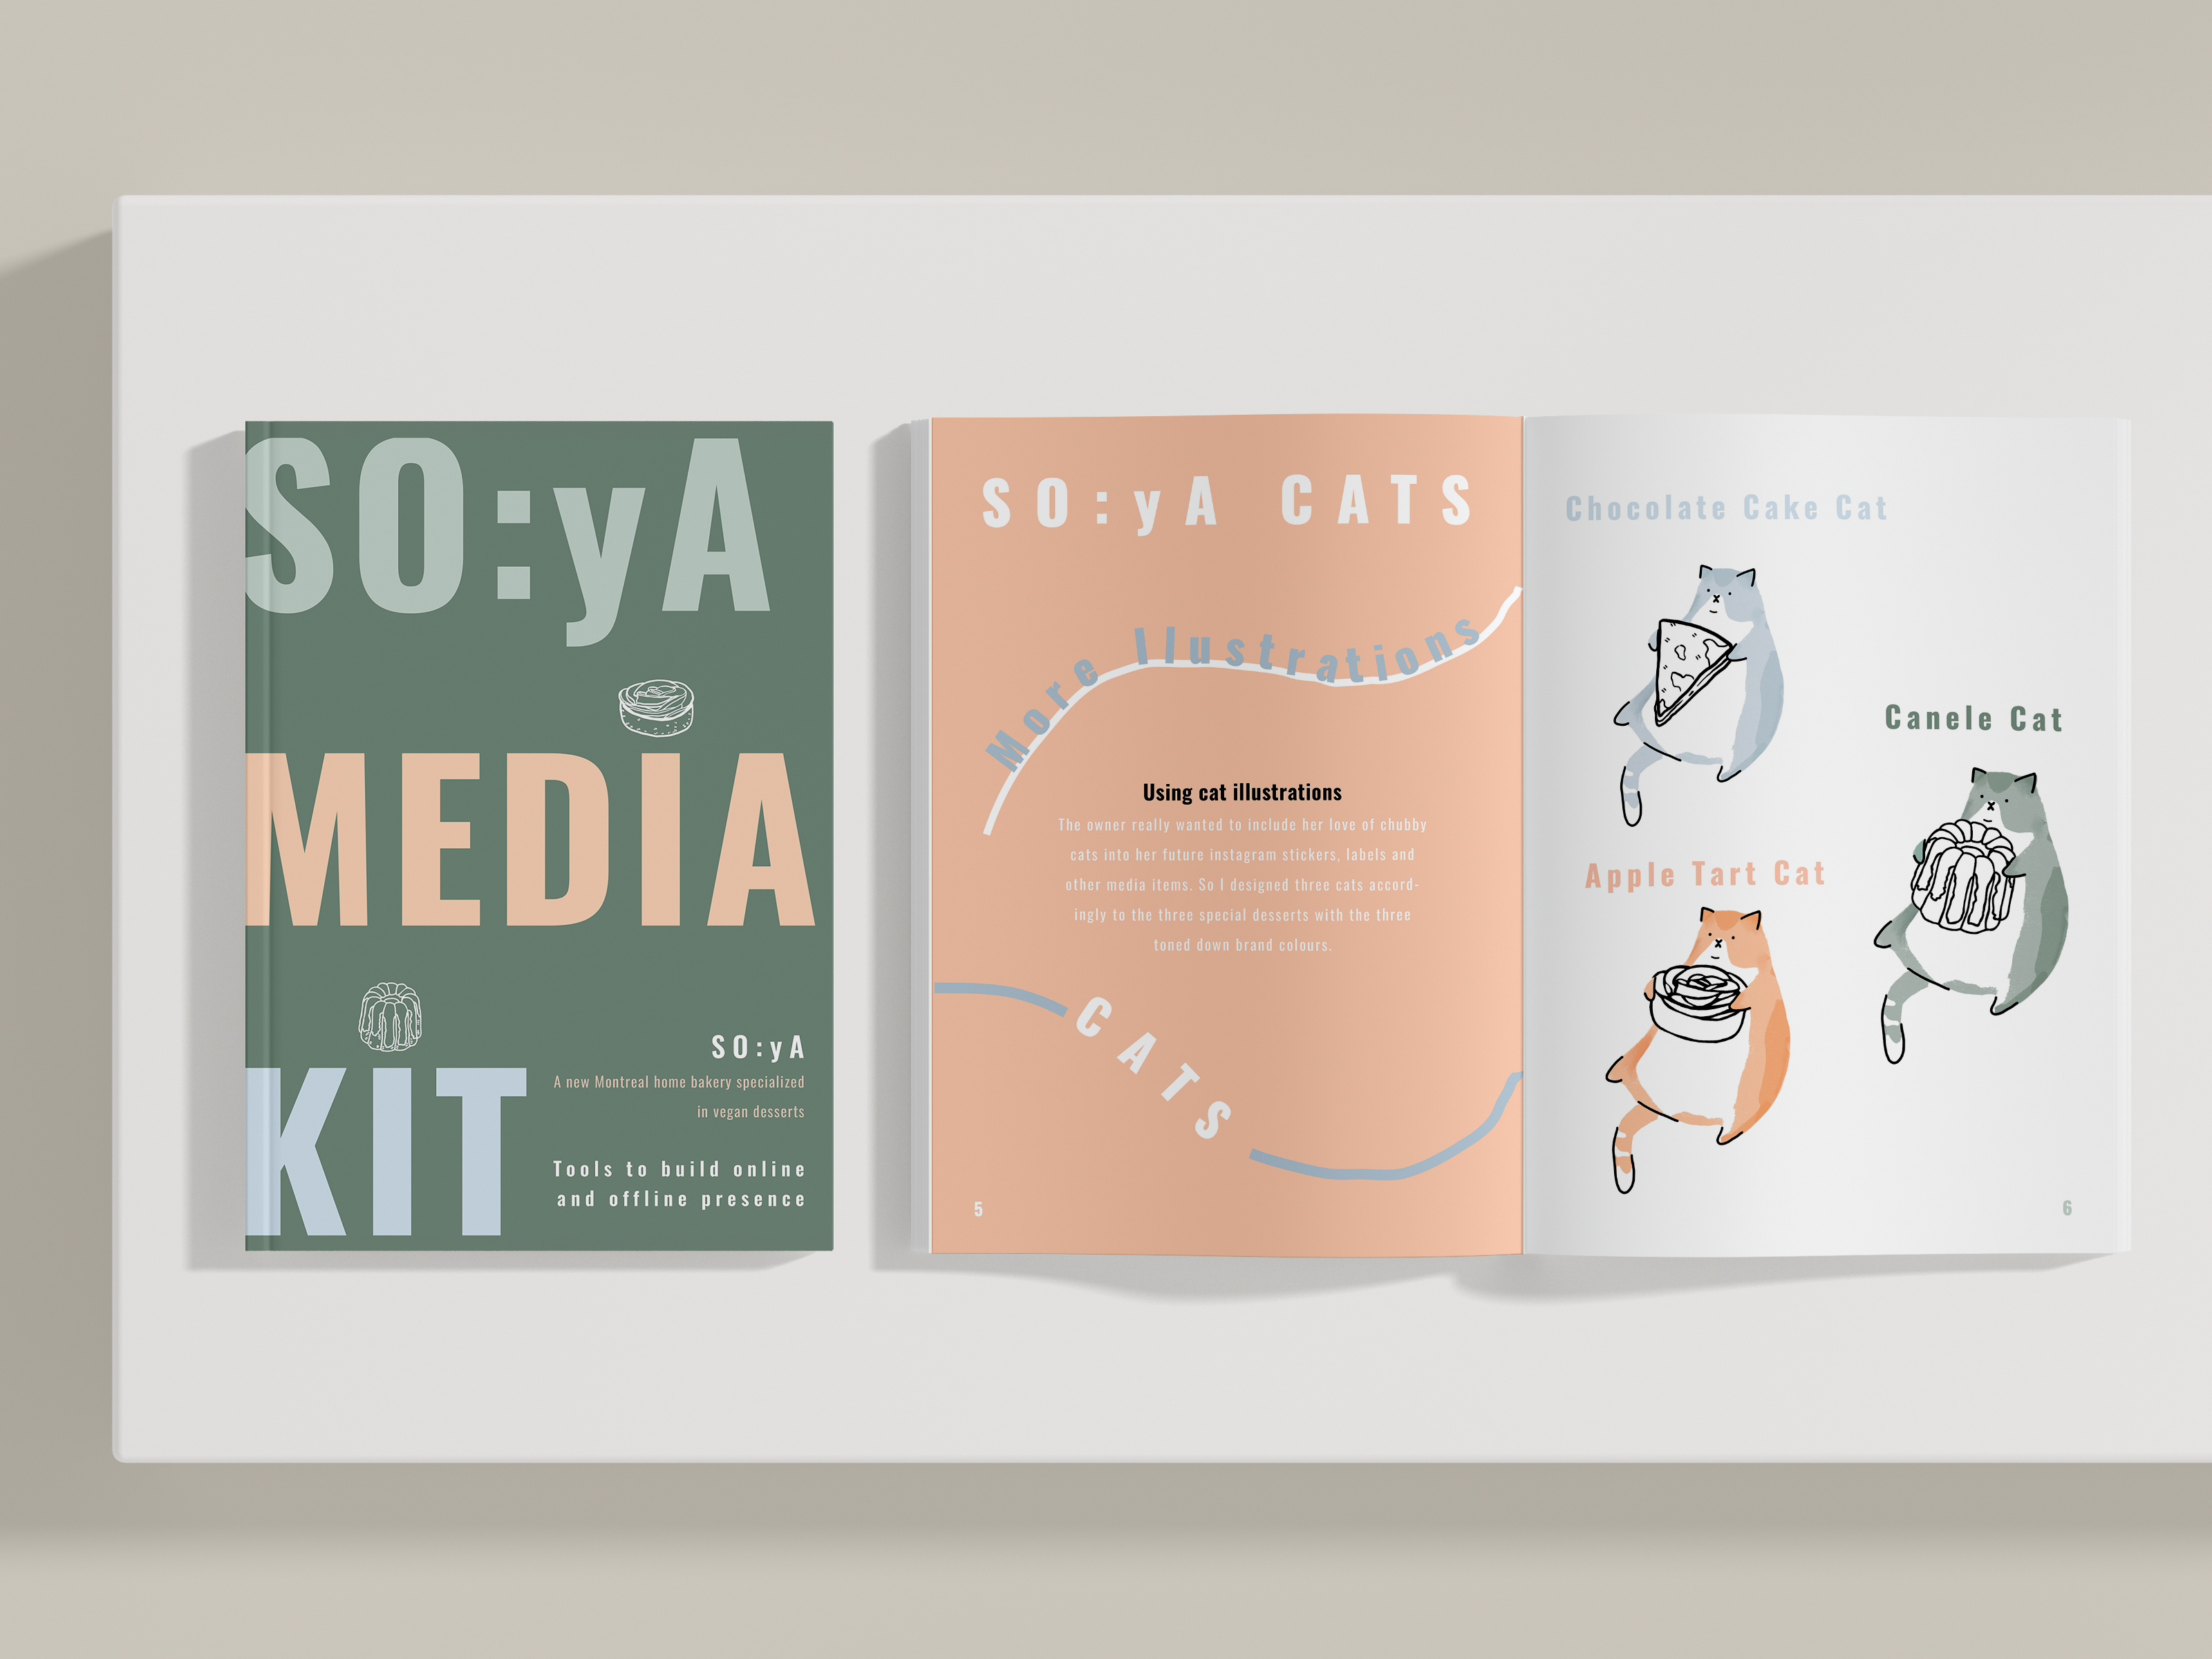 SO:yA
MEDIA
KIT
SO:yA
A new Montreal home bakery specialized
in vegan desserts
Tools to build online
and offline presence
SO:yA CATS
More Illustrations
Using cat illustrations
The owner really wanted to include her love of chubby
cats into her future instagram stickers, labels and
other media items. So I designed three cats accord-
ingly to the three special desserts with the three
toned down brand colours.
CATS
5
Chocolate Cake Cat
Canele Cat
Apple Tart Cat
6